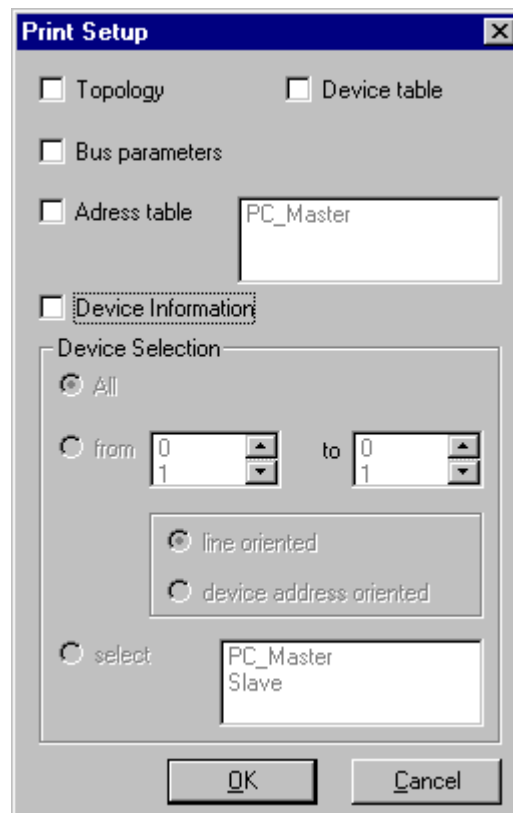 Print Setup
Topology
Device table
Bus parameters
Adress table
PC_Master
Device Information
Device Selection
All
from
0
1
to
0
1
line oriented
device address oriented
select
PC_Master
Slave
OK
Cancel